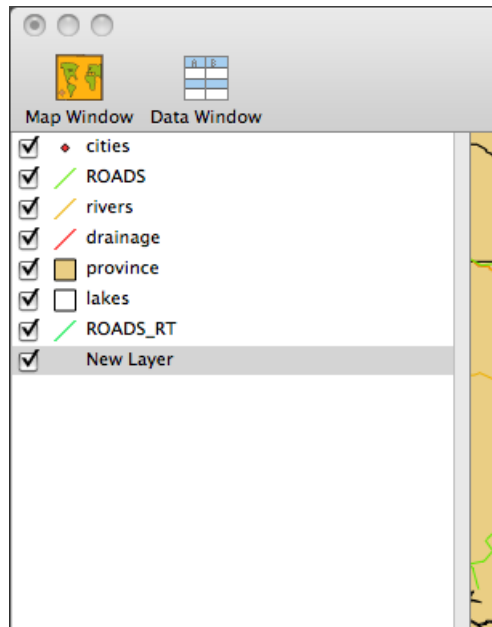 A B
Map Window Data Window
cities
ROADS
rivers
drainage
province
lakes
ROADS_RT
New Layer